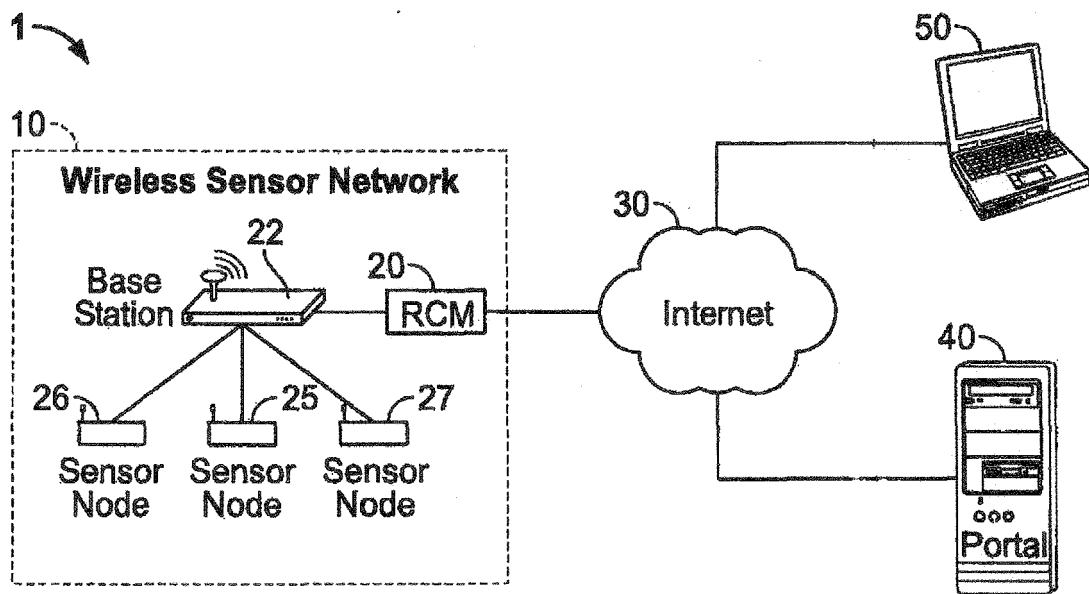 1
50
10
Wireless Sensor Network
22
30
Base
Station
20
RCM
Internet
40
26
25
27
Sensor
Node
Sensor
Node
Sensor
Node
Portal